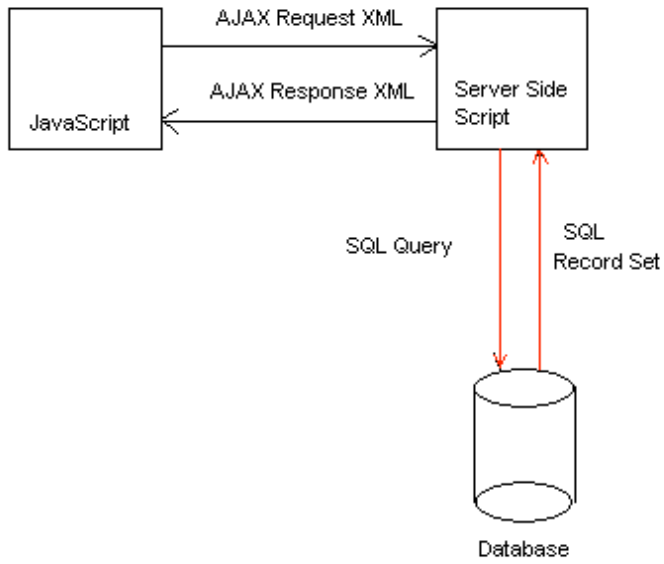 AJAX Request XML
AJAX Response XML
JavaScript
Server Side
Script
SQL Query
SQL
Record Set
Database